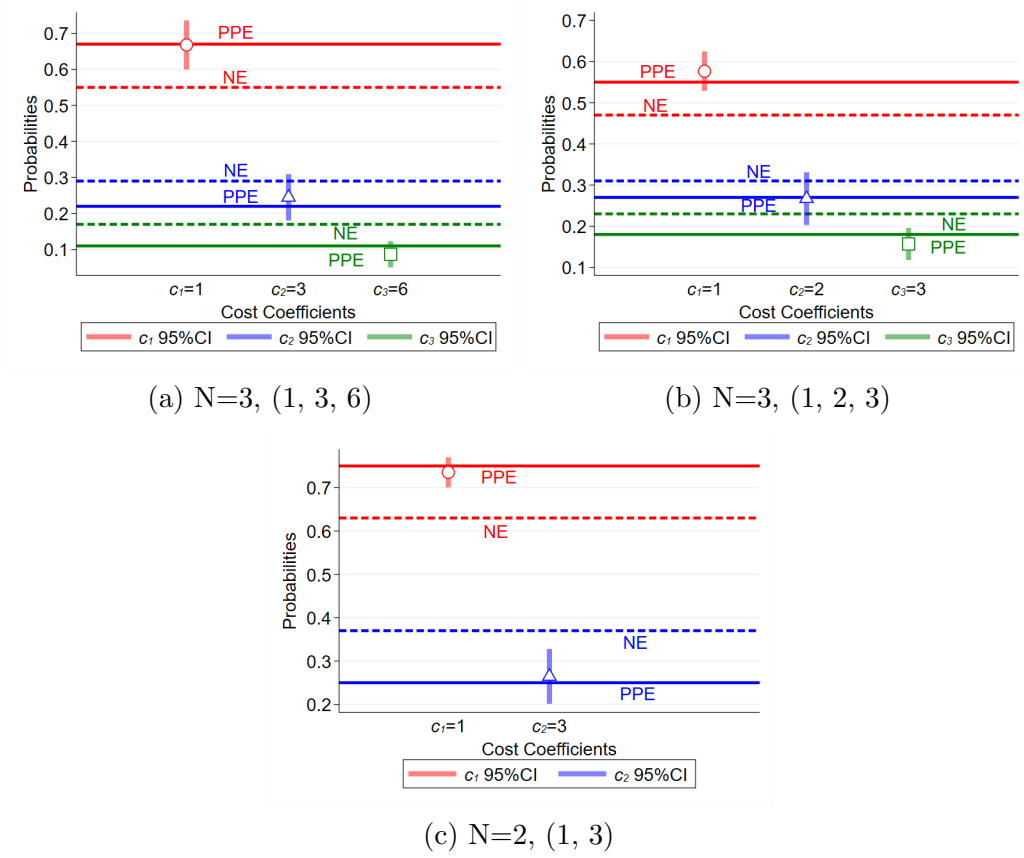 Probabilities
0.7
0.6
0.5
0.4
0.3
0.2
0.1
PPE
NE
NE
PPE
NE
PPE
c₁=1 c₂=3 c₃=6
Cost Coefficients
c₁ 95%CI c₂ 95%CI c₃ 95%CI
(a) N=3, (1, 3, 6)
Probabilities
0.7
0.6
0.5
0.4
0.3
0.2
0.1
PPE
NE
NE
PPE
NE
PPE
c₁=1 c₂=2 c₃=3
Cost Coefficients
c₁ 95%CI c₂ 95%CI c₃ 95%CI
(b) N=3, (1, 2, 3)
Probabilities
0.7
0.6
0.5
0.4
0.3
0.2
PPE
NE
NE
PPE
c₁=1 c₂=3
Cost Coefficients
c₁ 95%CI c₂ 95%CI
(c) N=2, (1, 3)